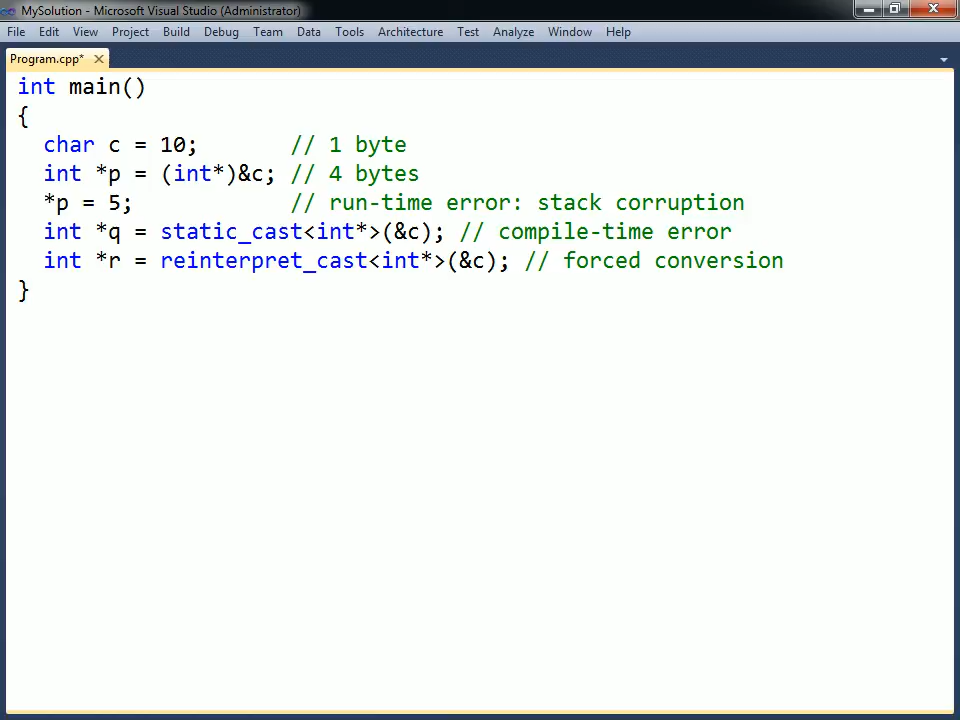 MySolution - Microsoft Visual Studio (Administrator)
File Edit View Project Build Debug Team Data Tools Architecture Test Analyze Window Help
Program.cpp*
int main()
{
  char c = 10;       // 1 byte
  int *p = (int*)&c; // 4 bytes
  *p = 5;            // run-time error: stack corruption
  int *q = static_cast<int*>(&c); // compile-time error
  int *r = reinterpret_cast<int*>(&c); // forced conversion
}